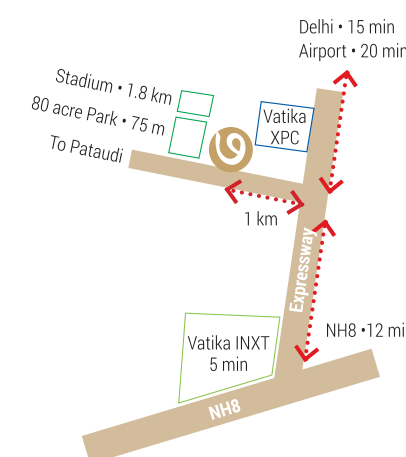 Delhi • 15 min
Airport • 20 min
Stadium • 1.8 km
80 acre Park • 75 m
To Pataudi
Vatika
XPC
1 km
Expressway
NH8 •12 mi
Vatika INXT
5 min
NH8